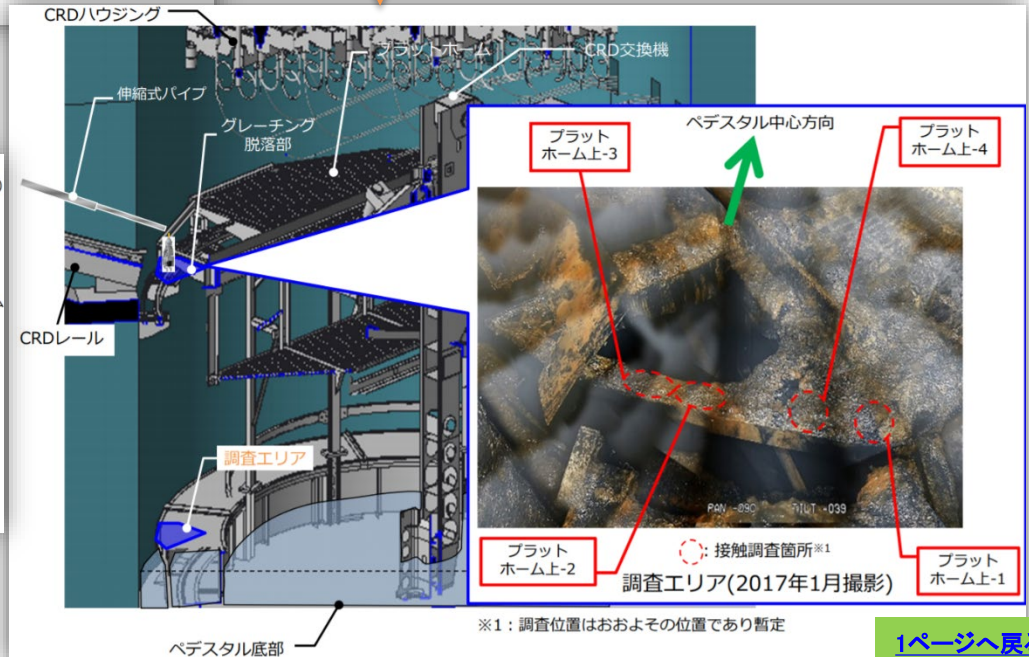 CRDハウジング
プラットホーム
CRD交換機
伸縮式パイプ
グレーチング
脱落部
CRDレール
調査エリア
ペデスタル底部
ペデスタル中心方向
プラット
ホーム上-3
プラット
ホーム上-4
PAN -090 TILT -039
プラット
ホーム上-2
プラット
ホーム上-1
：接触調査箇所※1
調査エリア(2017年1月撮影)
※1：調査位置はおおよその位置であり暫定
1ページへ戻